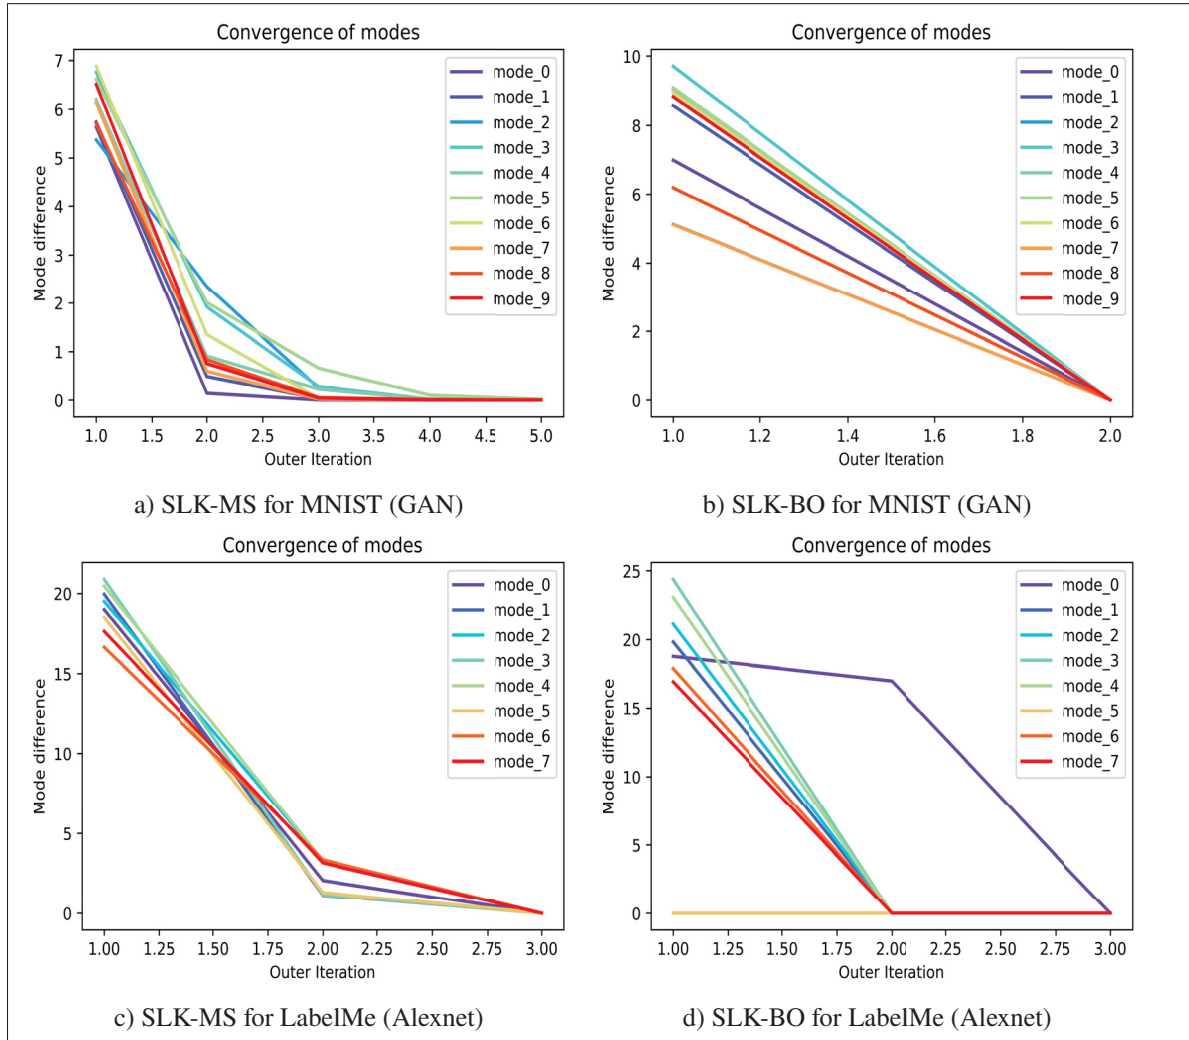 Convergence of modes
Mode difference
7
6
5
4
3
2
1
0
1.0 1.5 2.0 2.5 3.0 3.5 4.0 4.5 5.0
Outer Iteration
mode_0
mode_1
mode_2
mode_3
mode_4
mode_5
mode_6
mode_7
mode_8
mode_9
a) SLK-MS for MNIST (GAN)
Convergence of modes
Mode difference
10
8
6
4
2
0
1.0 1.2 1.4 1.6 1.8 2.0
Outer Iteration
mode_0
mode_1
mode_2
mode_3
mode_4
mode_5
mode_6
mode_7
mode_8
mode_9
b) SLK-BO for MNIST (GAN)
Convergence of modes
Mode difference
20
15
10
5
0
1.00 1.25 1.50 1.75 2.00 2.25 2.50 2.75 3.00
Outer Iteration
mode_0
mode_1
mode_2
mode_3
mode_4
mode_5
mode_6
mode_7
c) SLK-MS for LabelMe (Alexnet)
Convergence of modes
Mode difference
25
20
15
10
5
0
1.00 1.25 1.50 1.75 2.00 2.25 2.50 2.75 3.00
Outer Iteration
mode_0
mode_1
mode_2
mode_3
mode_4
mode_5
mode_6
mode_7
d) SLK-BO for LabelMe (Alexnet)